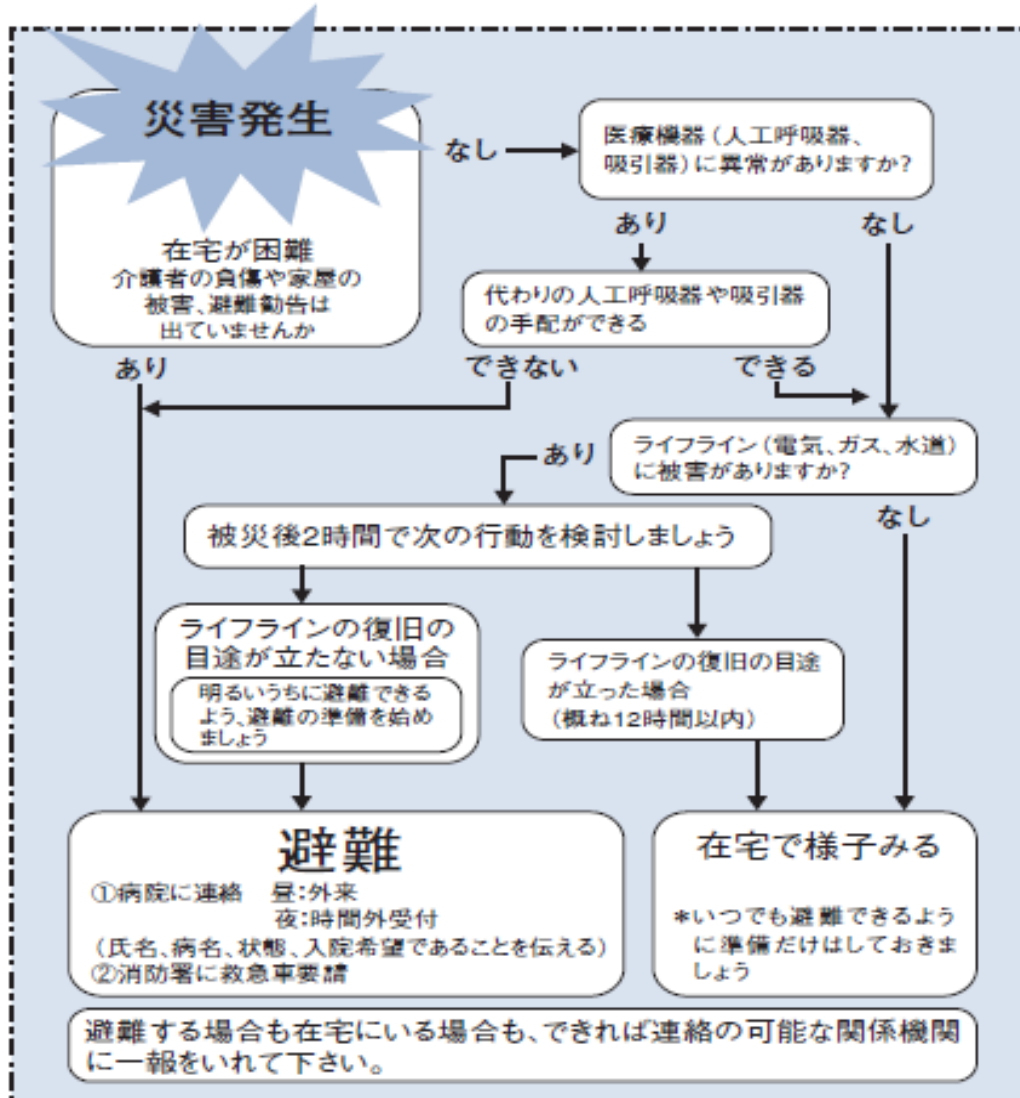 災害発生
在宅が困難
介護者の負傷や家屋の
被害、避難勧告は
出ていませんか
なし
医療機器（人工呼吸器、
吸引器）に異常がありますか？
あり
なし
代わりの人工呼吸器や吸引器
の手配ができる
あり
できない
できる
ライフライン（電気、ガス、水道）
に被害がありますか？
あり
なし
被災後2時間で次の行動を検討しましょう
ライフラインの復旧の
目途が立たない場合
明るいうちに避難できる
よう、避難の準備を始め
ましょう
ライフラインの復旧の目途
が立った場合
（概ね12時間以内）
避難
①病院に連絡　昼：外来
夜：時間外受付
（氏名、病名、状態、入院希望であることを伝える）
②消防署に救急車要請
在宅で様子みる
＊いつでも避難できるよう
に準備だけはしておきま
しょう
避難する場合も在宅にいる場合も、できれば連絡の可能な関係機関
に一報をいれて下さい。